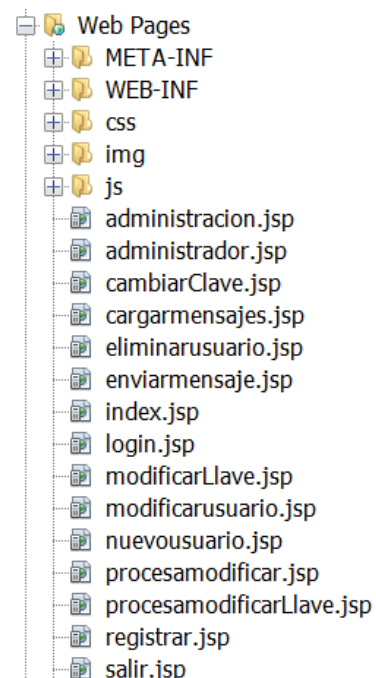 Web Pages
META-INF
WEB-INF
css
img
js
administracion.jsp
administrador.jsp
cambiarClave.jsp
cargarmensajes.jsp
eliminarusuario.jsp
enviarmensaje.jsp
index.jsp
login.jsp
modificarLlave.jsp
modificarusuario.jsp
nuevousuario.jsp
procesamodificar.jsp
procesamodificarLlave.jsp
registrar.jsp
salir.jsp